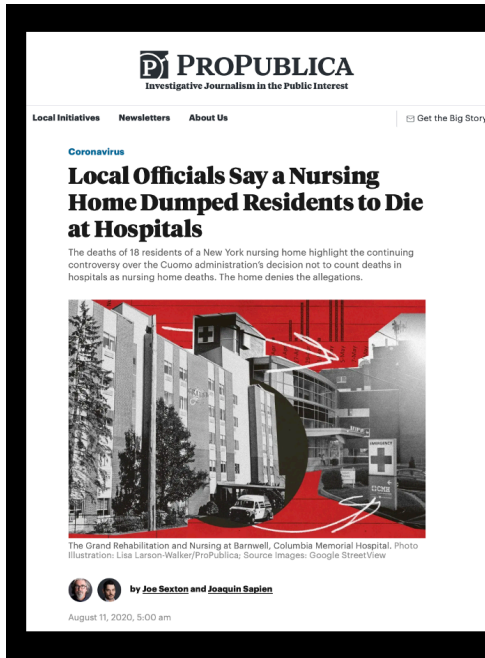 PROPUBLICA
Investigative Journalism in the Public Interest
Local Initiatives Newsletters About Us Get the Big Story
Coronavirus
Local Officials Say a Nursing
Home Dumped Residents to Die
at Hospitals
The deaths of 18 residents of a New York nursing home highlight the continuing
controversy over the Cuomo administration's decision not to count deaths in
hospitals as nursing home deaths. The home denies the allegations.
EMERGENCY
CMH
The Grand Rehabilitation and Nursing at Barnwell, Columbia Memorial Hospital. Photo
Illustration: Lisa Larson-Walker/ProPublica; Source Images: Google StreetView
by Joe Sexton and Joaquin Sapien
August 11, 2020, 5:00 am